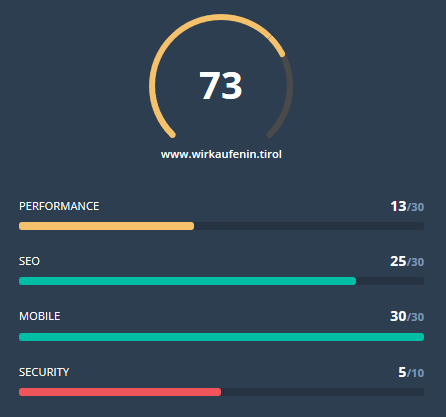 73
www.wirkaufenin.tirol
PERFORMANCE 13/30
SEO 25/30
MOBILE 30/30
SECURITY 5/10